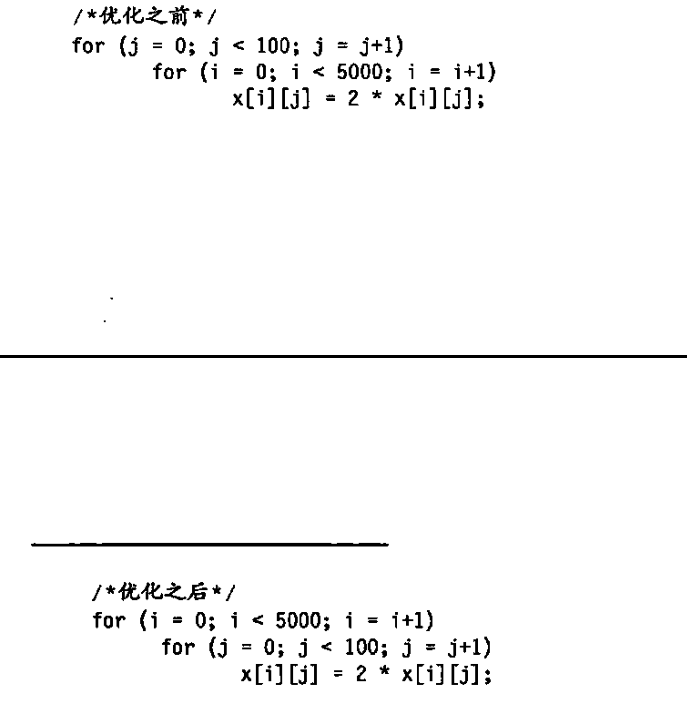 /*优化之前*/
for (j = 0; j < 100; j = j+1)
for (i = 0; i < 5000; i = i+1)
x[i][j] = 2 * x[i][j];
/*优化之后*/
for (i = 0; i < 5000; i = i+1)
for (j = 0; j < 100; j = j+1)
x[i][j] = 2 * x[i][j];